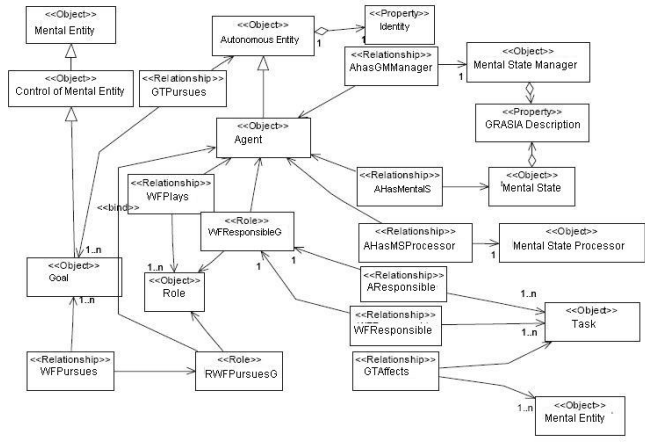 <<Object>>
Mental Entity
<<Object>>
Autonomous Entity
1
<<Property>>
Identity
1
<<Relationship>>
AhasGMManager
1
<<Object>>
Mental State Manager
<<Object>>
Control of Mental Entity
<<Relationship>>
GTPursues
<<Property>>
GRASIA Description
<<Object>>
Agent
<<Relationship>>
WFPlays
<<bind>>
<<Relationship>>
AHasMentalS
<<Object>>
1
Mental State
<<Role>>
WFResponsibleG
1
1
<<Relationship>>
AHasMSProcessor
1
<<Object>>
Mental State Processor
1..n
<<Object>>
Goal
1..n
1..n
<<Object>>
Role
<<Relationship>>
AResponsible
1..n
WFResponsible
1..n
<<Object>>
Task
<<Relationship>>
WFPursues
<<Role>>
RWFPursuesG
<<Relationship>>
GTAffects
1..n
<<Object>>
Mental Entity